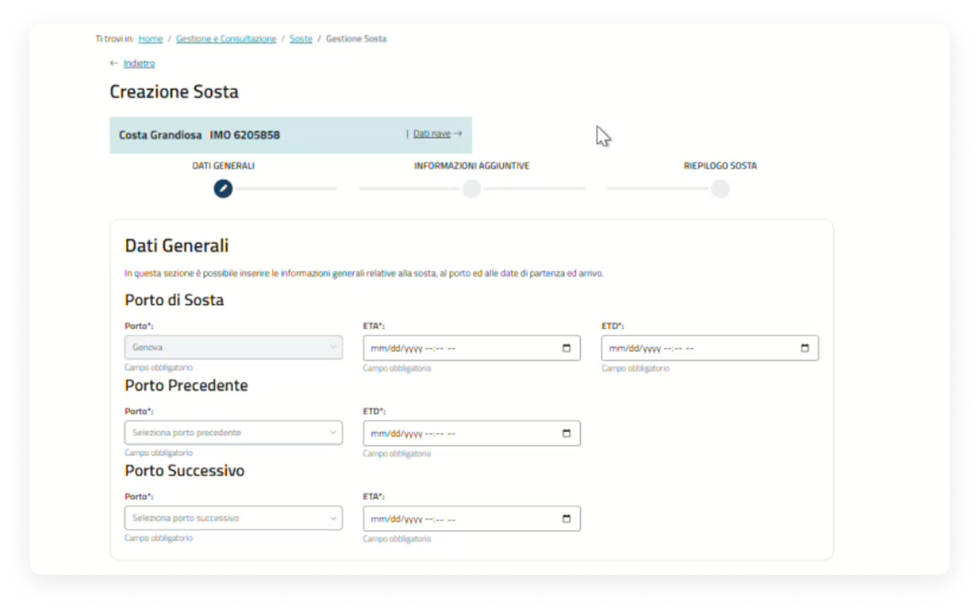 Ti trovi in: Home / Gestione e Consultazione / Soste / Gestione Sosta
← Indietro
Creazione Sosta
Costa Grandiosa IMO 6205858 | Dati nave →
DATI GENERALI INFORMAZIONI AGGIUNTIVE RIEPILOGO SOSTA
Dati Generali
In questa sezione è possibile inserire le informazioni generali relative alla sosta, al porto ed alle date di partenza ed arrivo.
Porto di Sosta
Porto*: ETA*: ETD*:
Genova mm/dd/yyyy --:-- -- mm/dd/yyyy --:-- --
Campo obbligatorio Campo obbligatorio Campo obbligatorio
Porto Precedente
Porto*: ETD*:
Seleziona porto precedente mm/dd/yyyy --:-- --
Campo obbligatorio Campo obbligatorio
Porto Successivo
Porto*: ETA*:
Seleziona porto successivo mm/dd/yyyy --:-- --
Campo obbligatorio Campo obbligatorio